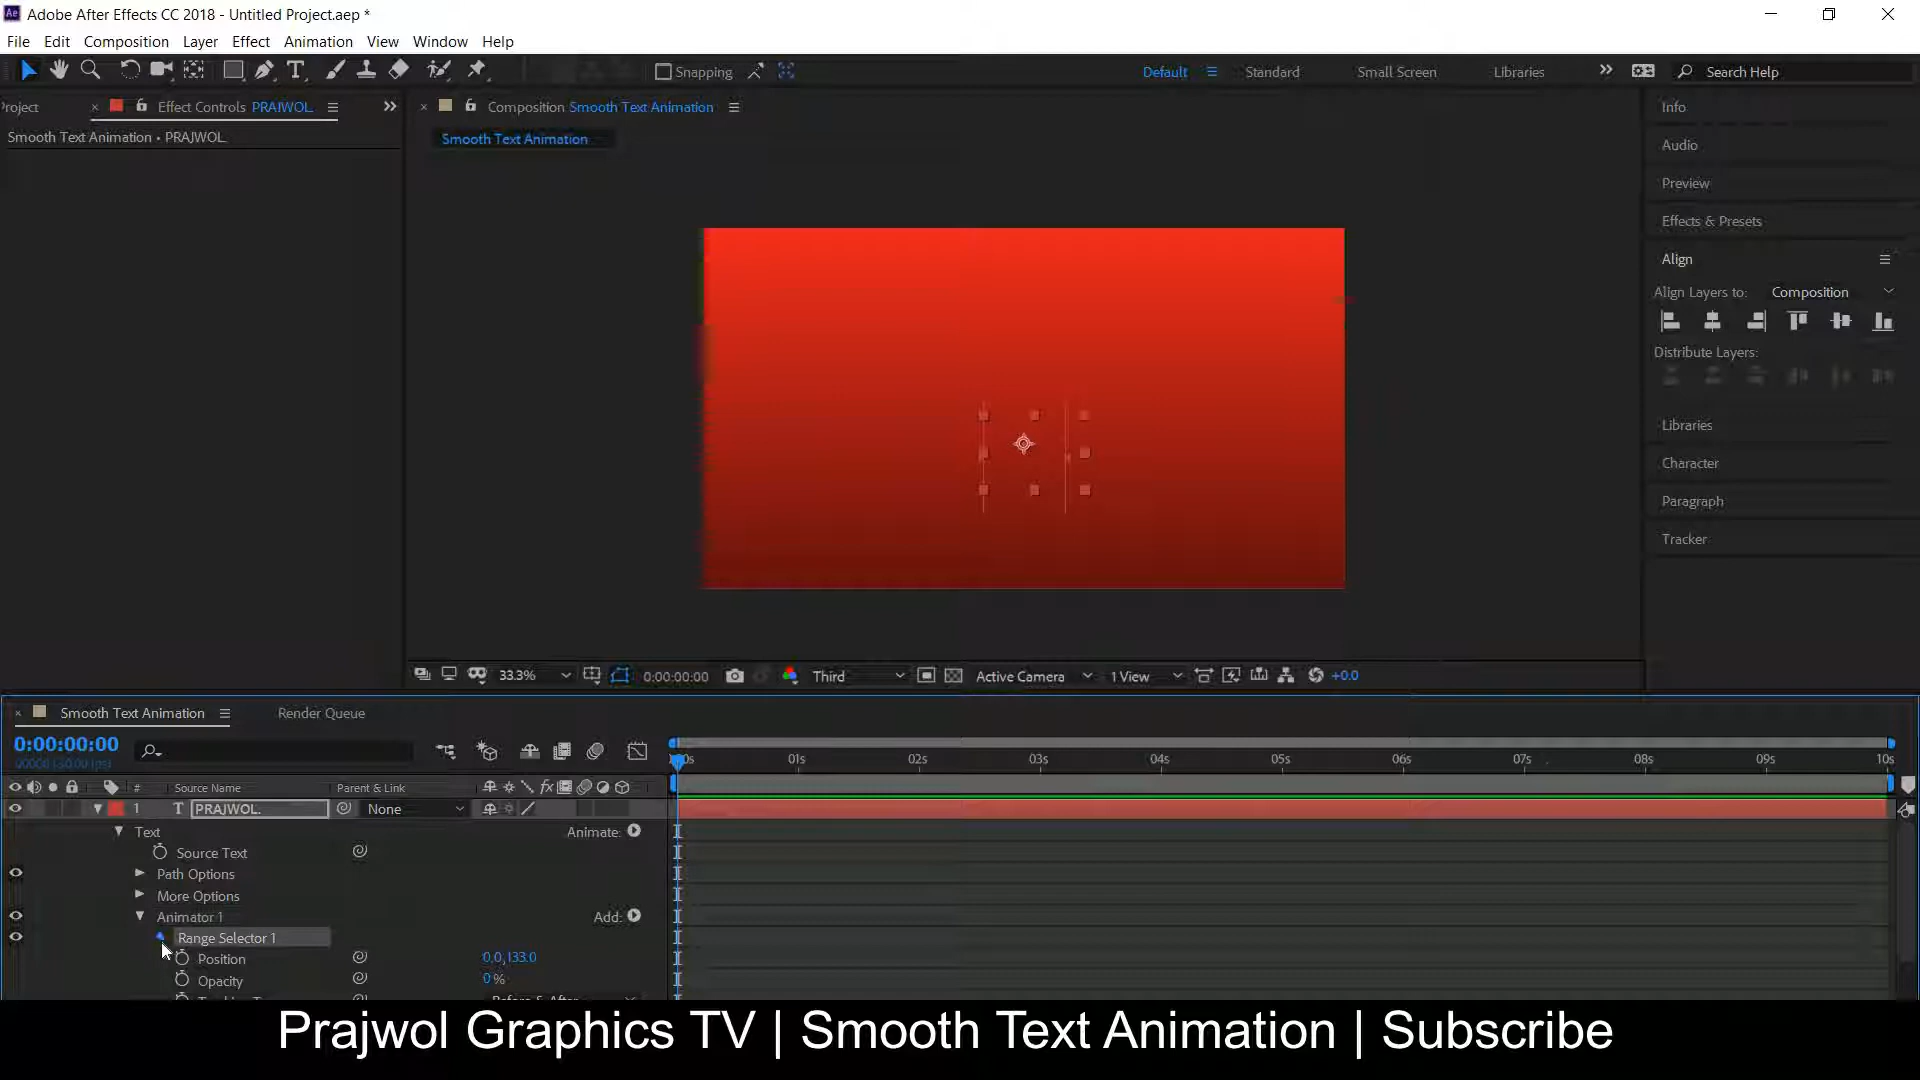 Adobe After Effects CC 2018 - Untitled Project.aep *
File Edit Composition Layer Effect Animation View Window Help
Snapping Default Standard Small Screen Libraries Search Help
Effect Controls PRAJWOL. Composition Smooth Text Animation
Smooth Text Animation • PRAJWOL.
Smooth Text Animation
Info
Audio
Preview
Effects & Presets
Align
Align Layers to: Composition
Distribute Layers:
Libraries
Character
Paragraph
Tracker
33.3% 0:00:00:00 Third Active Camera 1 View +0.0
Smooth Text Animation Render Queue
0:00:00:00
01s 02s 03s 04s 05s 06s 07s 08s 09s 10s
# Source Name Parent & Link
1 T PRAJWOL. None
Text Animate:
Source Text
Path Options
More Options
Animator 1 Add:
Range Selector 1
Position 0.0,133.0
Opacity 0 %
Prajwol Graphics TV | Smooth Text Animation | Subscribe